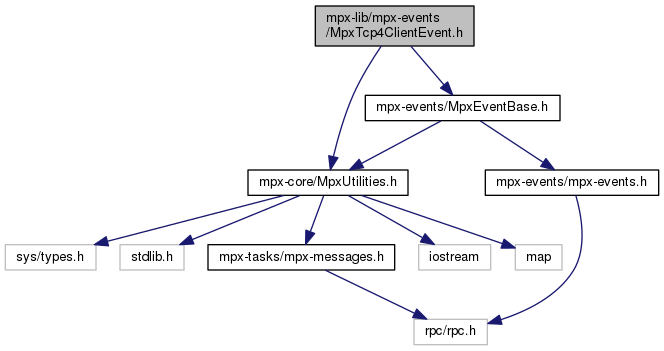 mpx-lib/mpx-events
/MpxTcp4ClientEvent.h
mpx-events/MpxEventBase.h
mpx-core/MpxUtilities.h
mpx-events/mpx-events.h
sys/types.h
stdlib.h
mpx-tasks/mpx-messages.h
iostream
map
rpc/rpc.h